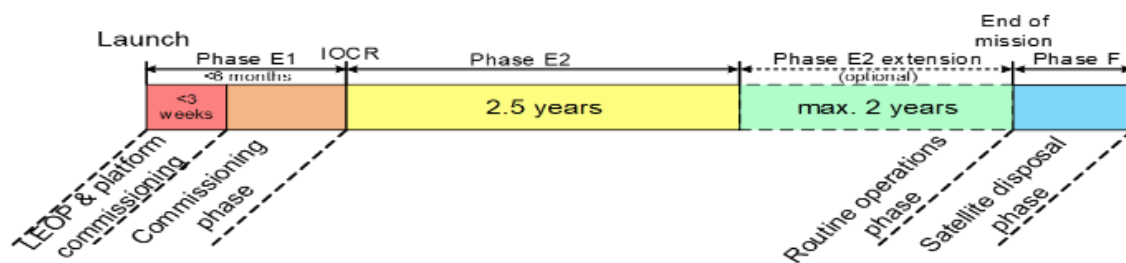 Launch
Phase E1
<6 months
IOCR
Phase E2
Phase E2 extension
(optional)
End of
mission
Phase F
<3
weeks
2.5 years
max. 2 years
LEOP & platform
commissioning
Commissioning
phase
Routine operations
phase
Satellite disposal
phase